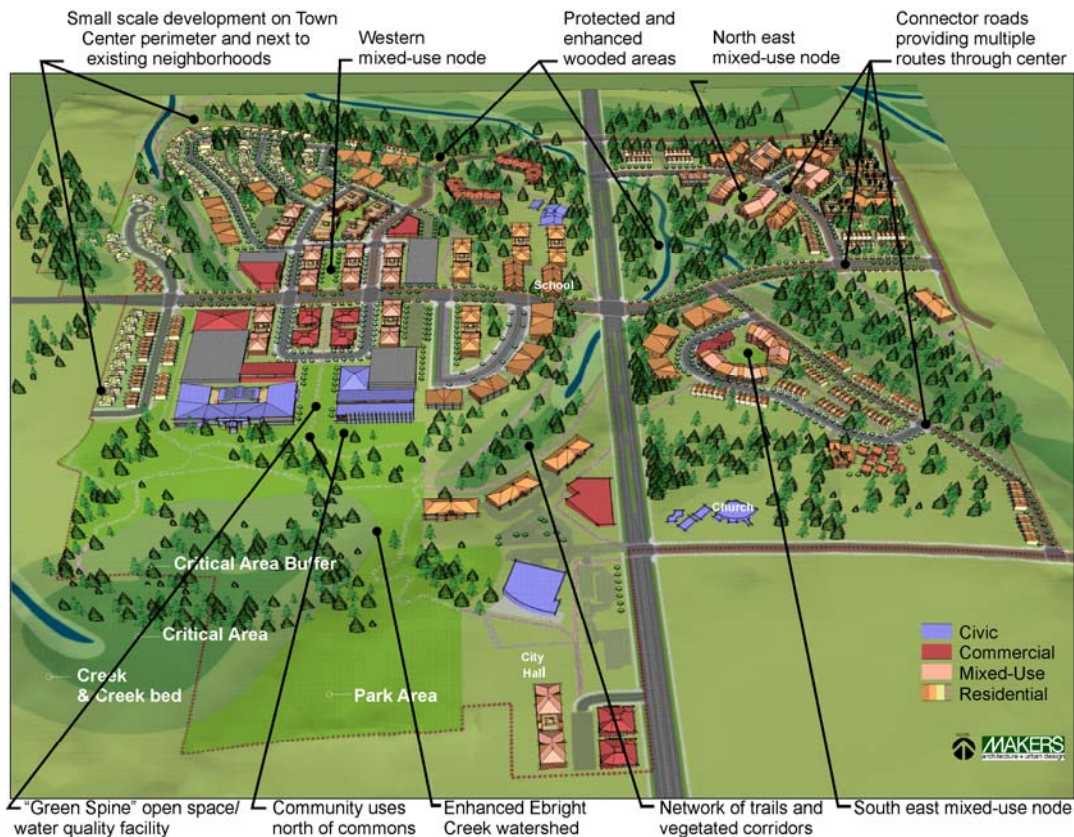 Small scale development on Town
Center perimeter and next to
existing neighborhoods
Western
mixed-use node
Protected and
enhanced
wooded areas
North east
mixed-use node
Connector roads
providing multiple
routes through center
School
Church
Critical Area Buffer
Critical Area
Creek
& Creek bed
Park Area
City
Hall
Civic
Commercial
Mixed-Use
Residential
North
MAKERS
architecture + urban design
"Green Spine" open space/
water quality facility
Community uses
north of commons
Enhanced Ebright
Creek watershed
Network of trails and
vegetated corridors
South east mixed-use node